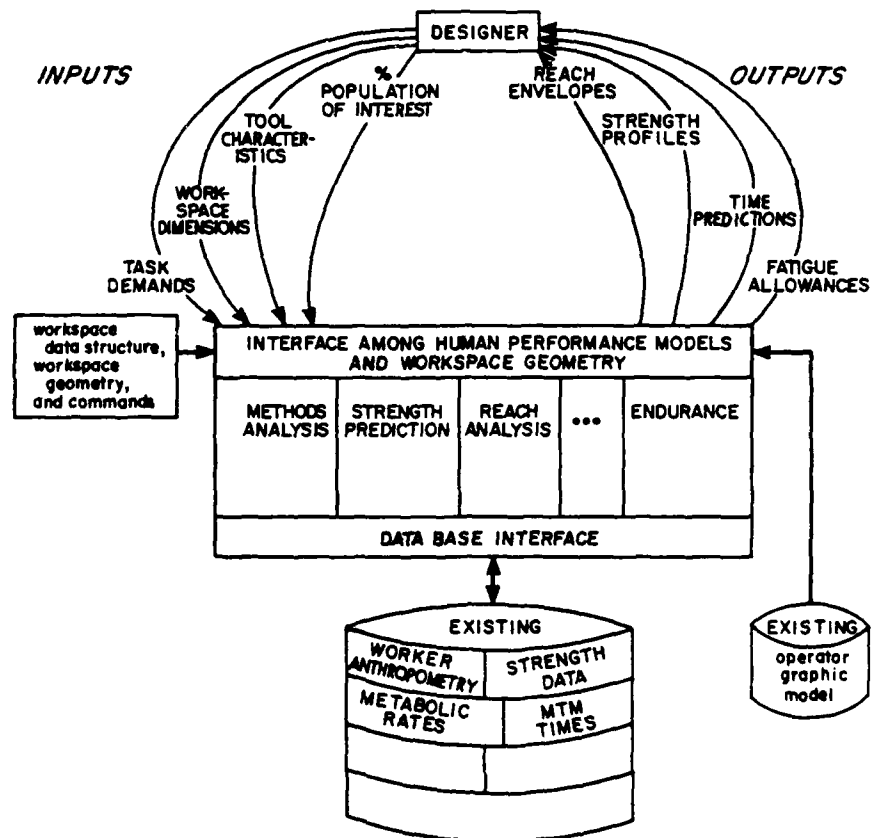 DESIGNER
INPUTS
OUTPUTS
%
POPULATION
OF INTEREST
REACH
ENVELOPES
TOOL
CHARACTER-
ISTICS
STRENGTH
PROFILES
WORK-
SPACE
DIMENSIONS
TIME
PREDICTIONS
TASK
DEMANDS
FATIGUE
ALLOWANCES
workspace
data structure,
workspace
geometry,
and commands
INTERFACE AMONG HUMAN PERFORMANCE MODELS
AND WORKSPACE GEOMETRY
METHODS
ANALYSIS
STRENGTH
PREDICTION
REACH
ANALYSIS
•••
ENDURANCE
DATA BASE INTERFACE
EXISTING
WORKER
ANTHROPOMETRY
STRENGTH
DATA
METABOLIC
RATES
MTM
TIMES
EXISTING
operator
graphic
model